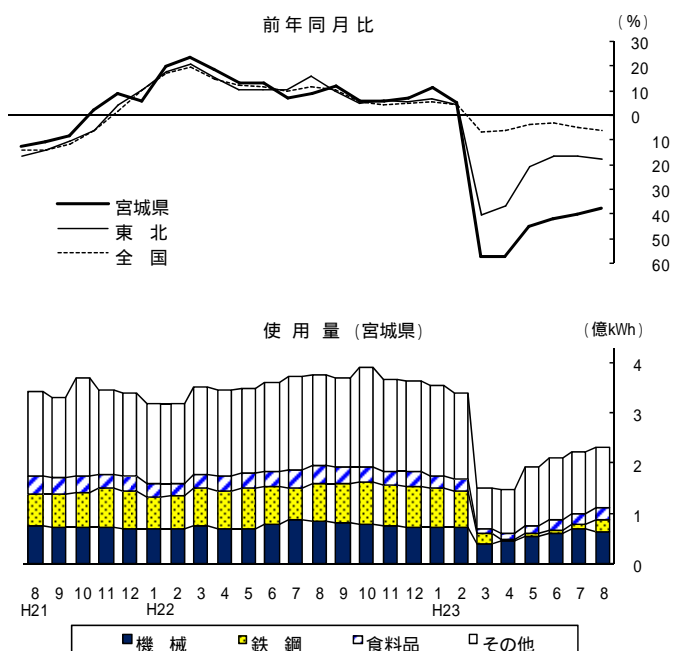 前年同月比
(%)
30
20
10
0
10
20
30
40
50
60
宮城県
東 北
全 国
使 用 量 (宮城県)
(億kWh)
4
3
2
1
0
8 9 10 11 12 1 2 3 4 5 6 7 8 9 10 11 12 1 2 3 4 5 6 7 8
H21 H22 H23
機 械 鉄 鋼 食料品 その他